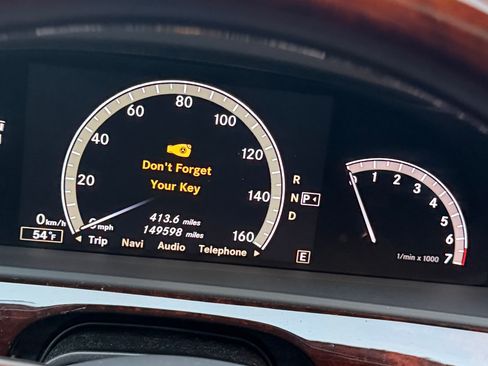 80
60 100
40 120
20 140
0 160
Don't Forget
Your Key
0 km/h
mph
413.6 miles
149598 miles
54°F
Trip Navi Audio Telephone
R
N P
D
E
0 1 2 3 4 5 6 7
1/min x 1000